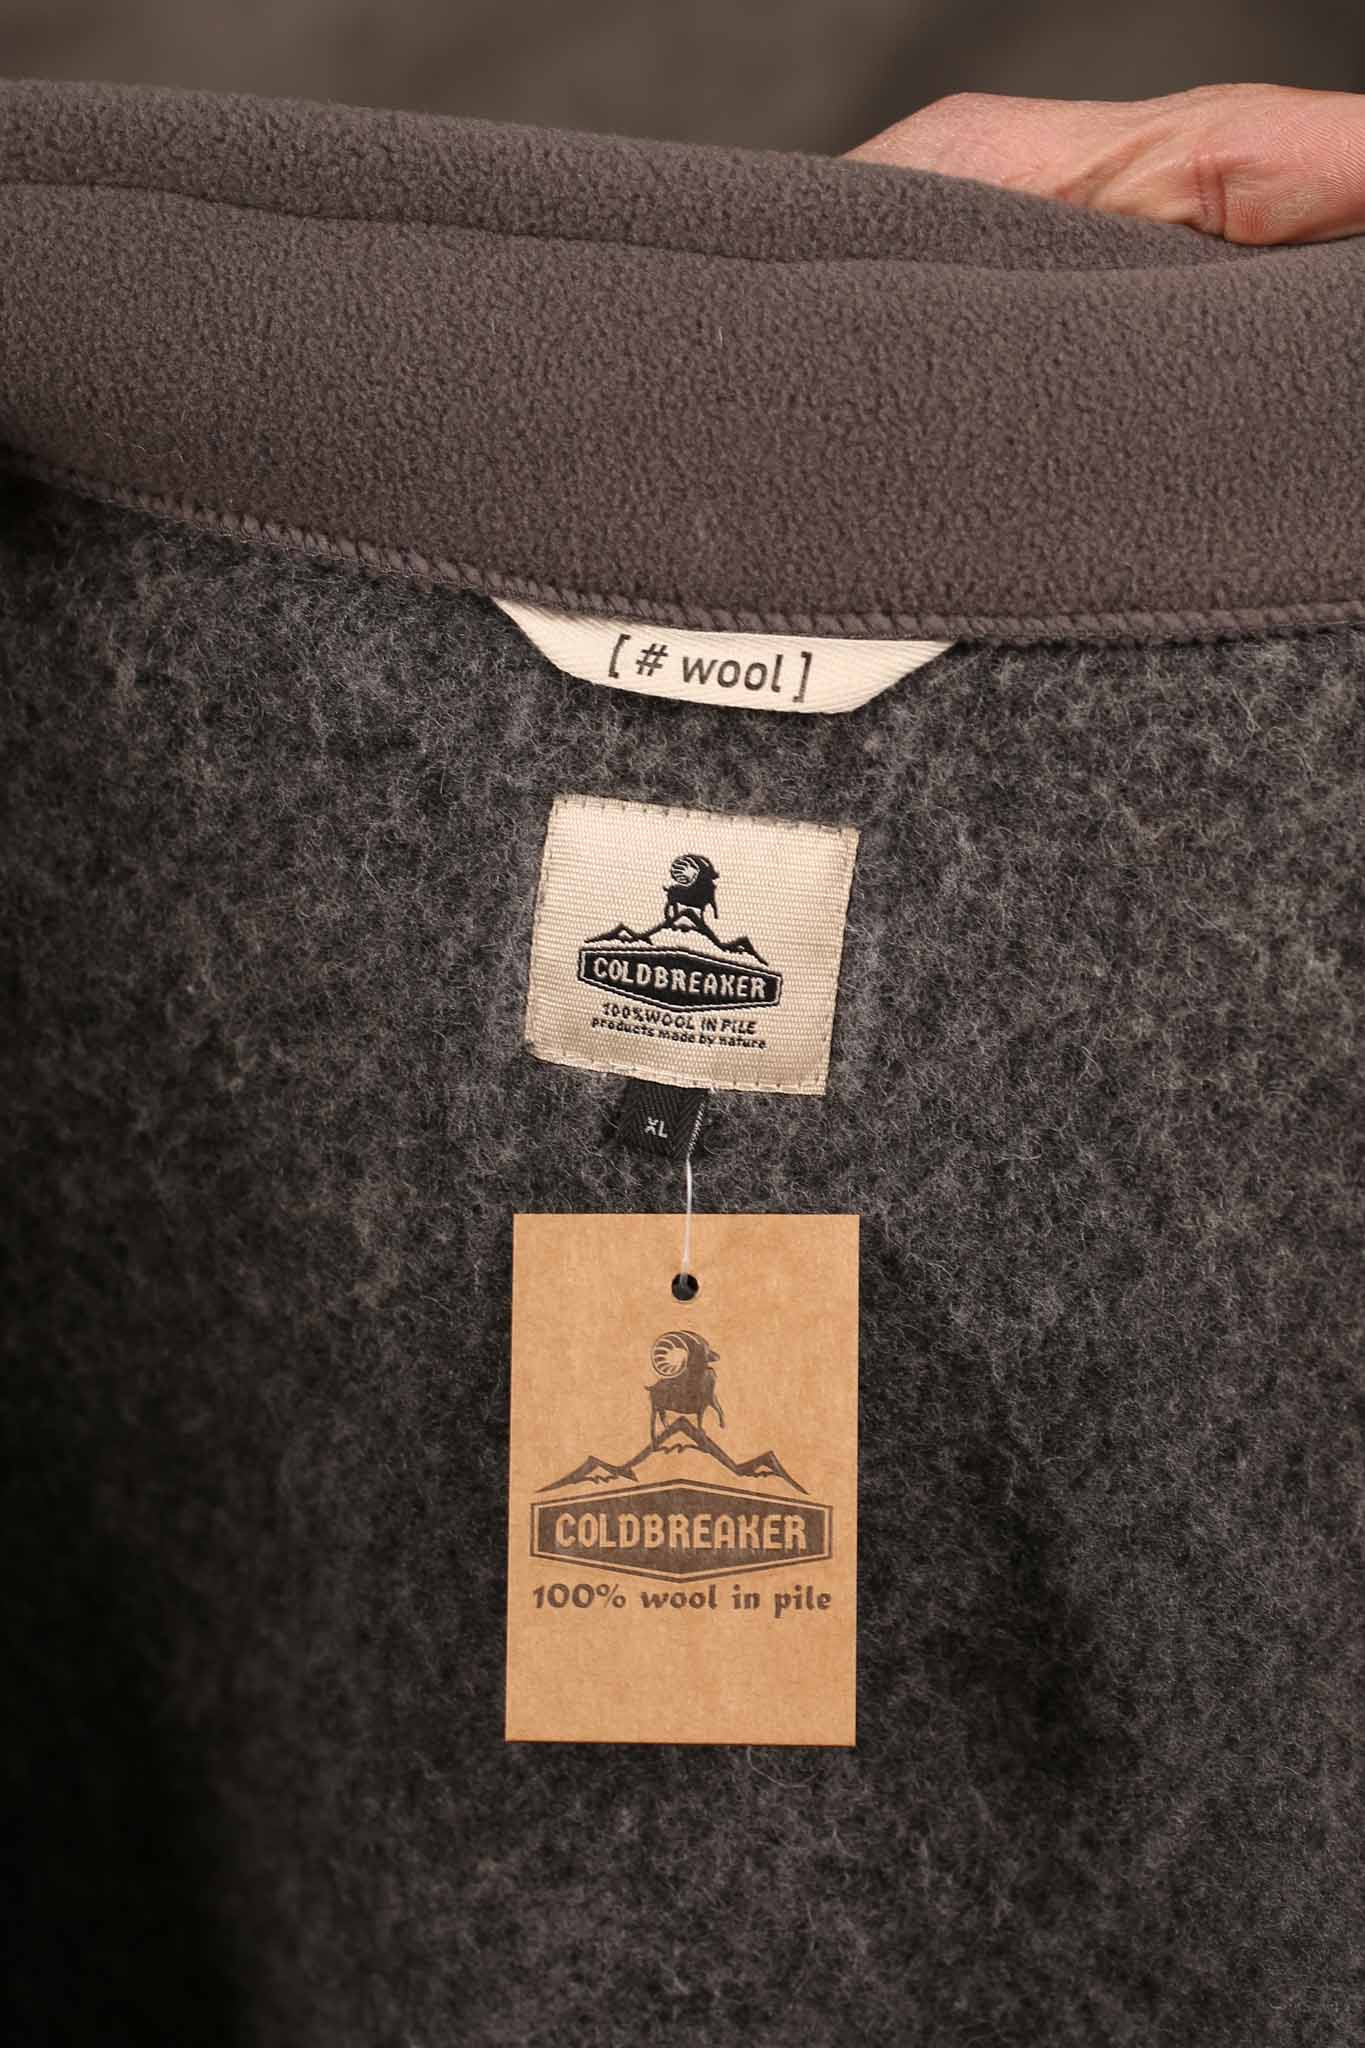 [ # wool ]
COLDBREAKER
100% WOOL IN PILE
products made by nature
XL
COLDBREAKER
100% wool in pile